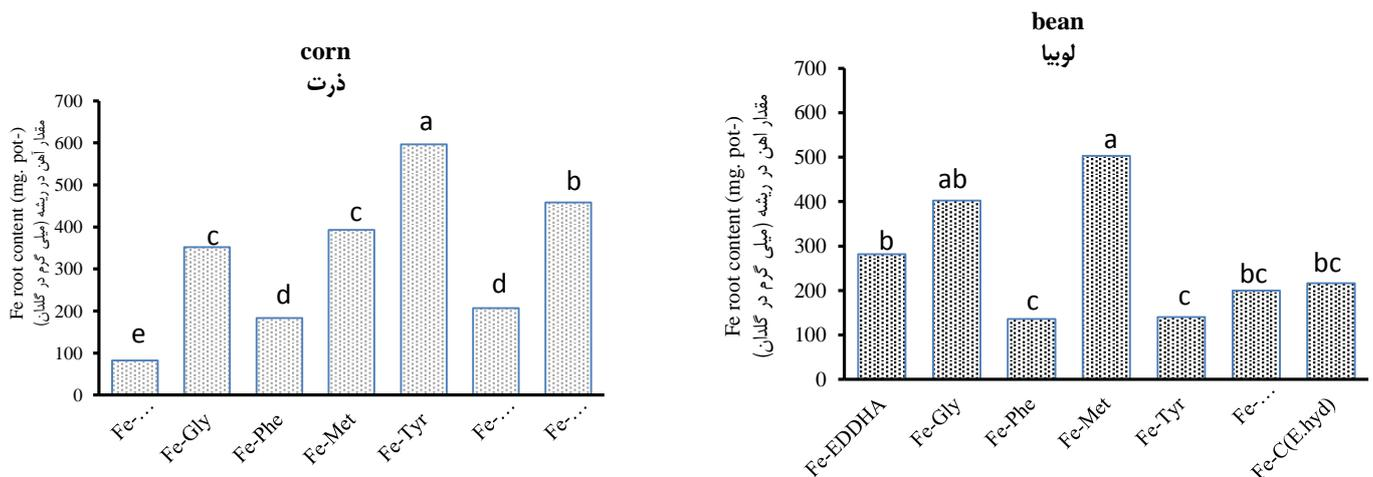 corn
ذرت
Fe root content (mg. pot-)
مقدار آهن در ریشه (میلی گرم در گلدان)
700
600
500
400
300
200
100
0
e
c
d
c
a
d
b
Fe-...
Fe-Gly
Fe-Phe
Fe-Met
Fe-Tyr
Fe-...
Fe-...
bean
لوبیا
Fe root content (mg. pot-)
مقدار اهن در ریشه (میلی گرم در گلدان)
700
600
500
400
300
200
100
0
b
ab
c
a
c
bc
bc
Fe-EDDHA
Fe-Gly
Fe-Phe
Fe-Met
Fe-Tyr
Fe-...
Fe-C(E.hyd)